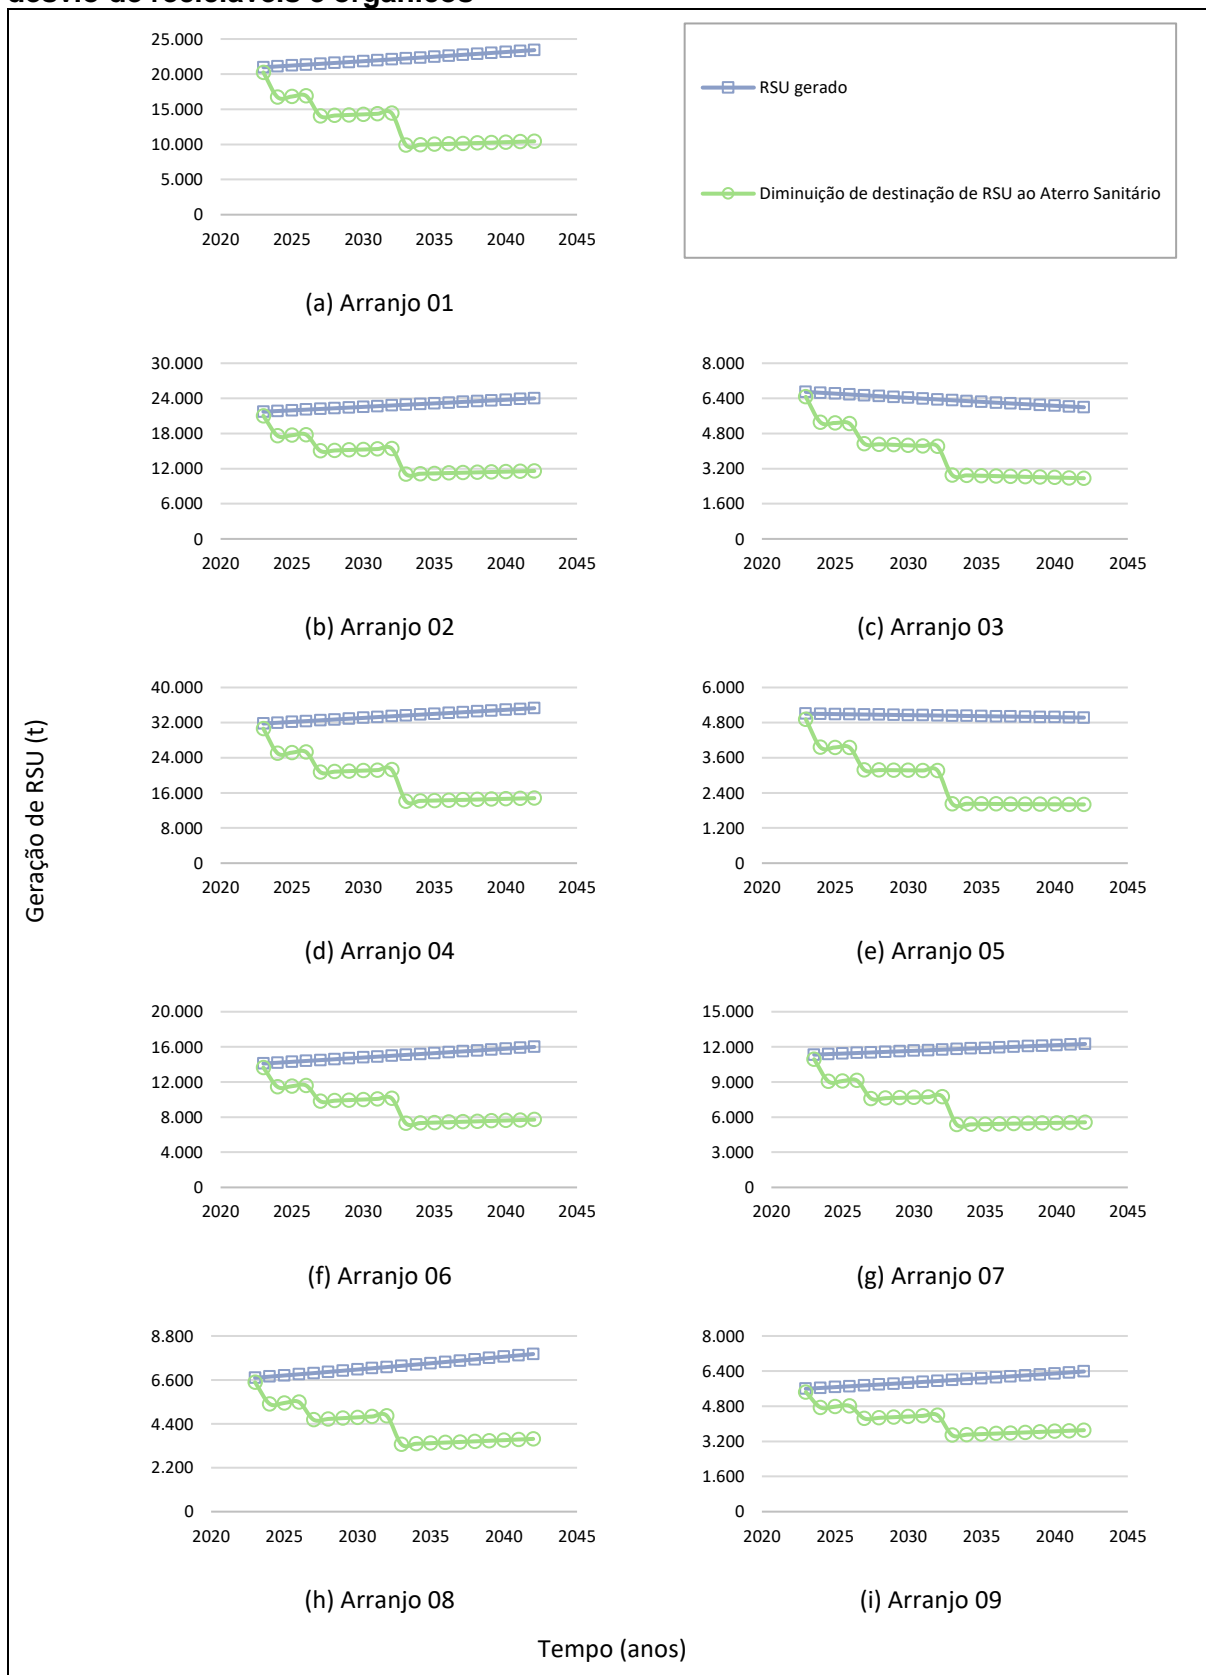 desvio de recicláveis e orgânicos
25.000
20.000
15.000
10.000
5.000
0
2020 2025 2030 2035 2040 2045
(a) Arranjo 01
RSU gerado
Diminuição de destinação de RSU ao Aterro Sanitário
30.000
24.000
18.000
12.000
6.000
0
2020 2025 2030 2035 2040 2045
(b) Arranjo 02
8.000
6.400
4.800
3.200
1.600
0
2020 2025 2030 2035 2040 2045
(c) Arranjo 03
40.000
32.000
24.000
16.000
8.000
0
2020 2025 2030 2035 2040 2045
(d) Arranjo 04
6.000
4.800
3.600
2.400
1.200
0
2020 2025 2030 2035 2040 2045
(e) Arranjo 05
Geração de RSU (t)
20.000
16.000
12.000
8.000
4.000
0
2020 2025 2030 2035 2040 2045
(f) Arranjo 06
15.000
12.000
9.000
6.000
3.000
0
2020 2025 2030 2035 2040 2045
(g) Arranjo 07
8.800
6.600
4.400
2.200
0
2020 2025 2030 2035 2040 2045
(h) Arranjo 08
8.000
6.400
4.800
3.200
1.600
0
2020 2025 2030 2035 2040 2045
(i) Arranjo 09
Tempo (anos)